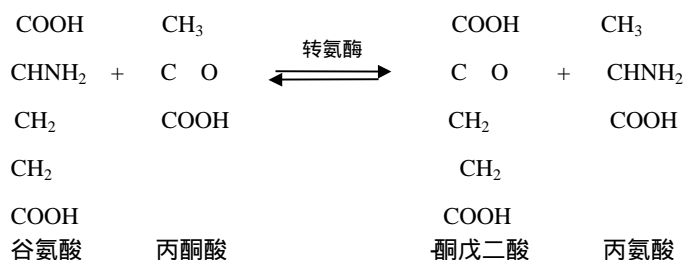 COOH CH₃ 转氨酶 COOH CH₃
CHNH₂ + C O C O + CHNH₂
CH₂ COOH CH₂ COOH
CH₂ CH₂
COOH COOH
谷氨酸 丙酮酸 -酮戊二酸 丙氨酸